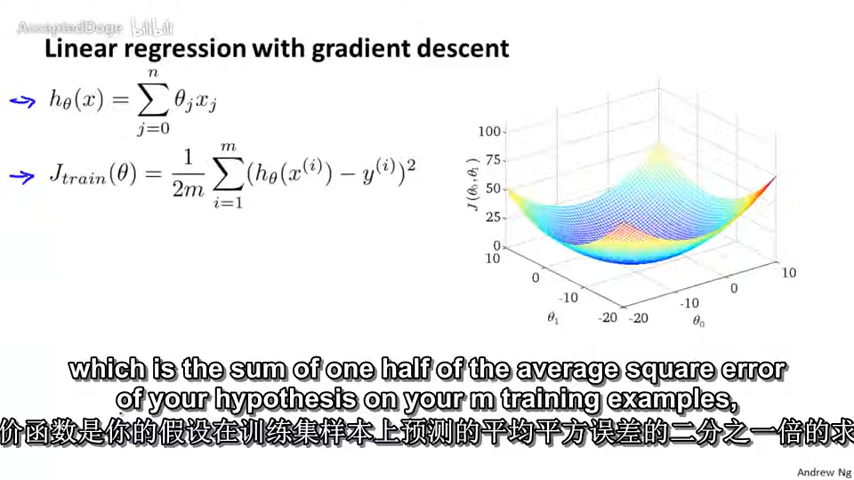 AcceptedDoge bilibili
Linear regression with gradient descent
hθ(x) = ∑_{j=0}^{n} θ_j x_j
J_train(θ) = 1/2m ∑_{i=1}^{m} (hθ(x^(i)) − y^(i))²
100
75
50
25
0
J(θ₀,θ₁)
10
0
-10
-20
θ₁
-20
-10
0
10
θ₀
which is the sum of one half of the average square error
of your hypothesis on your m training examples,
价函数是你的假设在训练集样本上预测的平均平方误差的二分之一倍的求
Andrew Ng